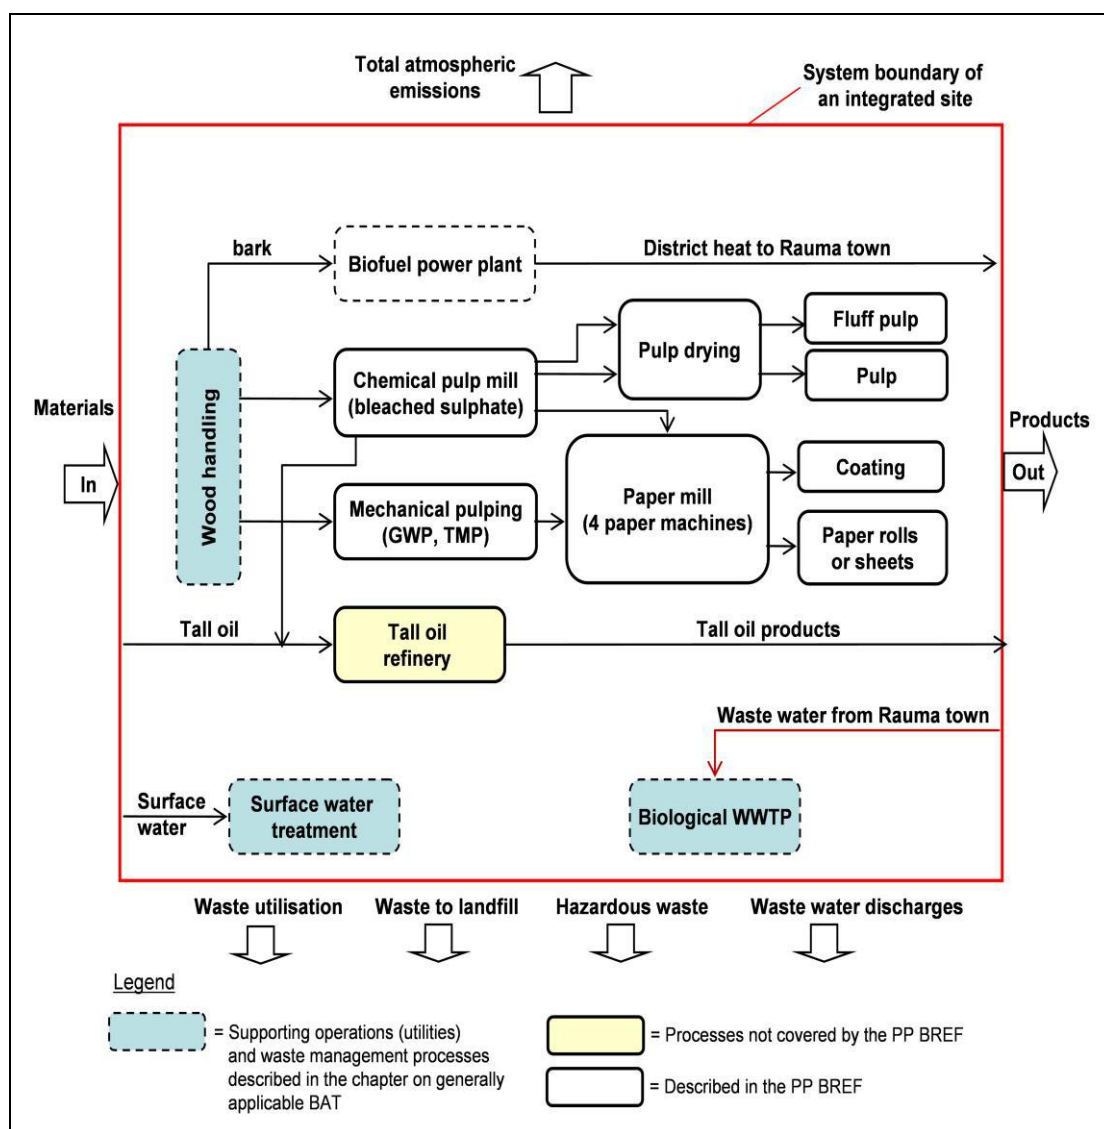 Total atmospheric
emissions
System boundary of
an integrated site
bark
Biofuel power plant
District heat to Rauma town
Materials
In
Wood handling
Chemical pulp mill
(bleached sulphate)
Pulp drying
Fluff pulp
Pulp
Mechanical pulping
(GWP, TMP)
Paper mill
(4 paper machines)
Coating
Paper rolls
or sheets
Products
Out
Tall oil
Tall oil
refinery
Tall oil products
Waste water from Rauma town
Surface
water
Surface water
treatment
Biological WWTP
Waste utilisation
Waste to landfill
Hazardous waste
Waste water discharges
Legend
= Supporting operations (utilities)
and waste management processes
described in the chapter on generally
applicable BAT
= Processes not covered by the PP BREF
= Described in the PP BREF